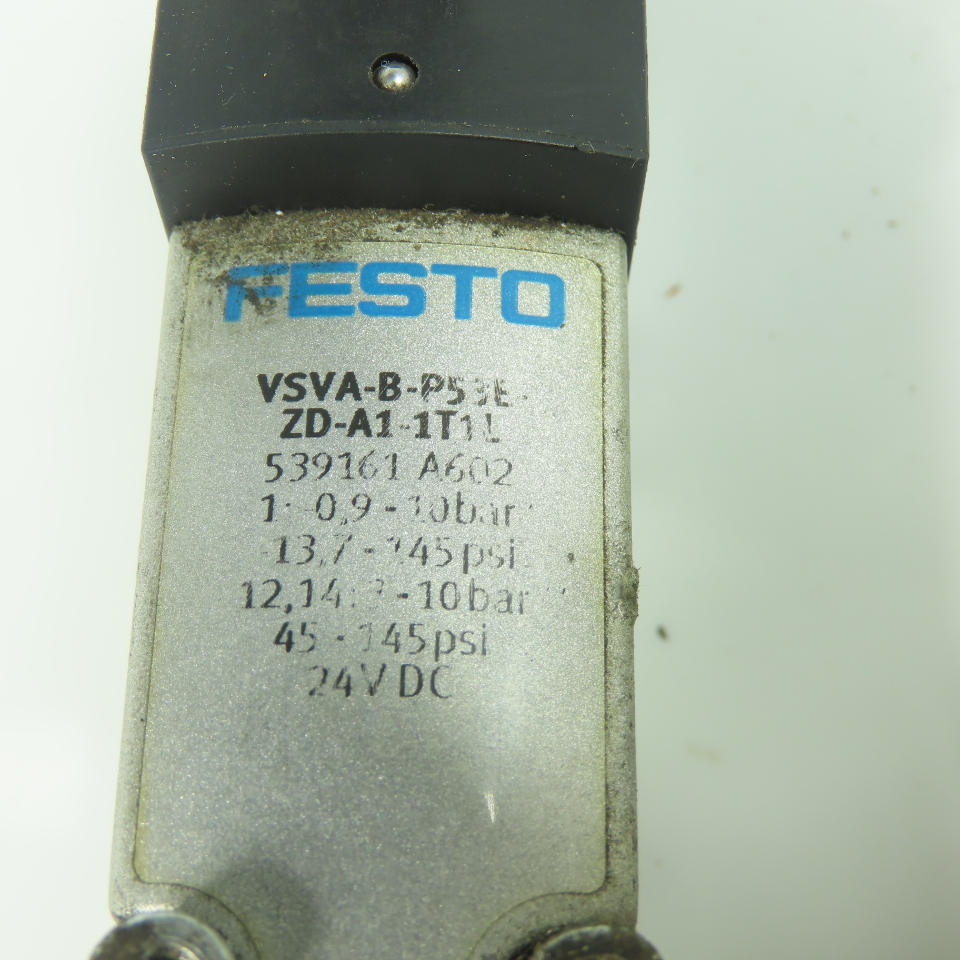 FESTO
VSVA-B-P53E-
ZD-A1-1T1L
539161 A602
1: -0,9 - 10bar
-13,7 - 145psi
12,14: 3 - 10bar
45 - 145psi
24V DC